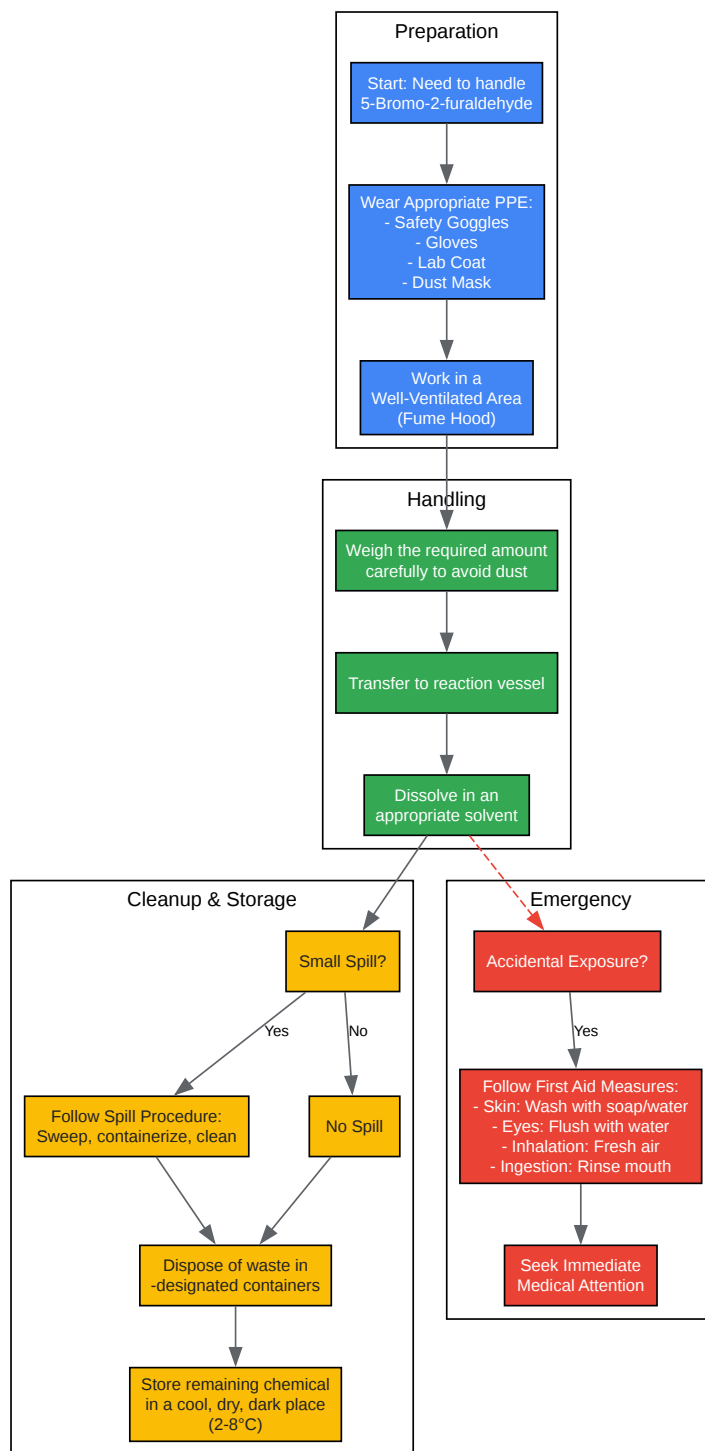 Preparation
Start: Need to handle
5-Bromo-2-furaldehyde
Wear Appropriate PPE:
- Safety Goggles
- Gloves
- Lab Coat
- Dust Mask
Work in a
Well-Ventilated Area
(Fume Hood)
Handling
Weigh the required amount
carefully to avoid dust
Transfer to reaction vessel
Dissolve in an
appropriate solvent
Cleanup & Storage
Small Spill?
Yes
No
Follow Spill Procedure:
Sweep, containerize, clean
No Spill
Dispose of waste in
-designated containers
Store remaining chemical
in a cool, dry, dark place
(2-8°C)
Emergency
Accidental Exposure?
Yes
Follow First Aid Measures:
- Skin: Wash with soap/water
- Eyes: Flush with water
- Inhalation: Fresh air
- Ingestion: Rinse mouth
Seek Immediate
Medical Attention